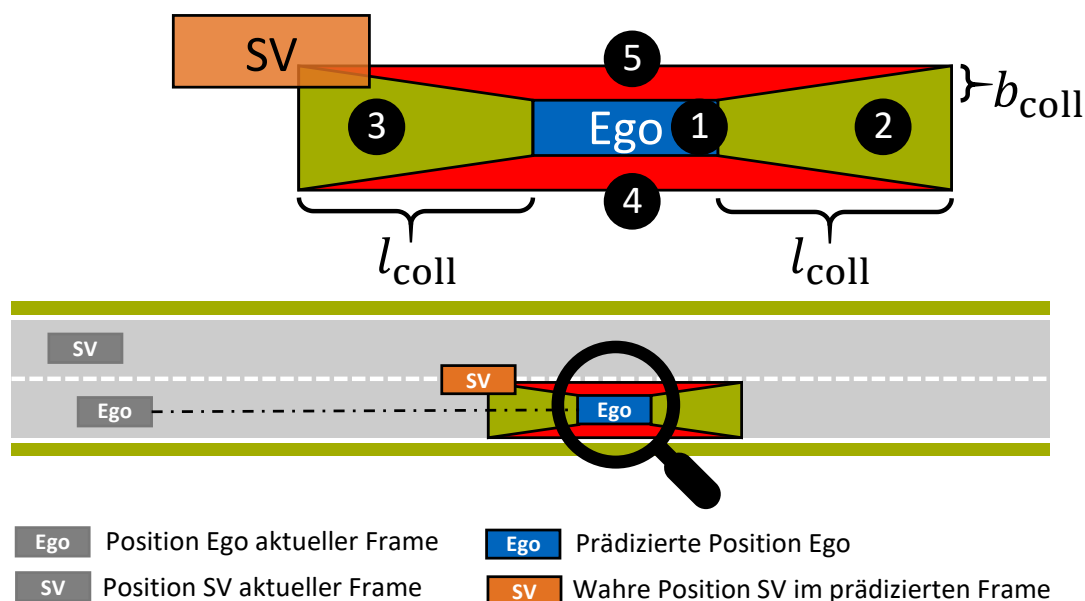 SV
5
b_coll
3
Ego
1
2
4
l_coll
l_coll
SV
SV
Ego
Ego
Ego Position Ego aktueller Frame
Ego Prädizierte Position Ego
SV Position SV aktueller Frame
SV Wahre Position SV im prädizierten Frame